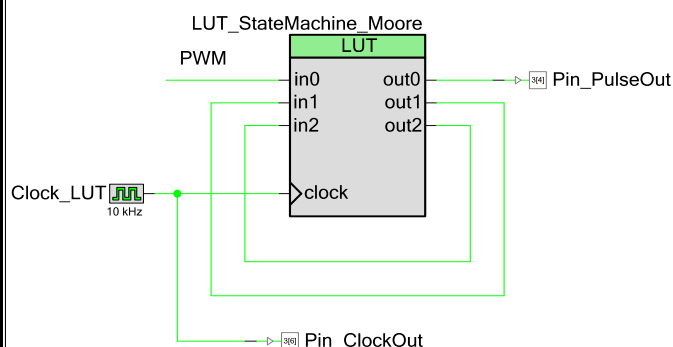 LUT_StateMachine_Moore
LUT
PWM
in0 out0 3[4] Pin_PulseOut
in1 out1
in2 out2
Clock_LUT clock
10 kHz
3[6] Pin_ClockOut